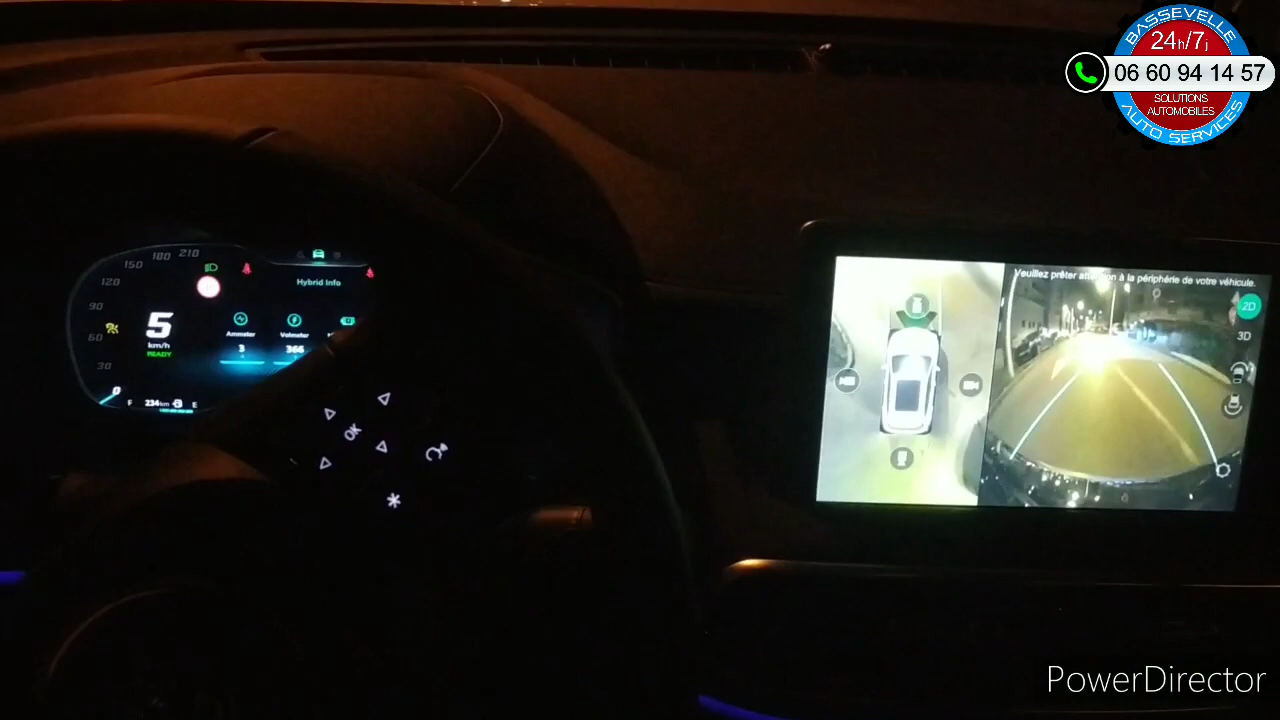 BASSEVELLE
24h/7j
06 60 94 14 57
SOLUTIONS
AUTOMOBILES
AUTO SERVICES
Veuillez prêter attention à la périphérie de votre véhicule.
2D
3D
210
180
150
120
90
60
30
0
Hybrid Info
5
km/h
READY
Ammeter
3
Voltmeter
366
F 234km E
OK
PowerDirector